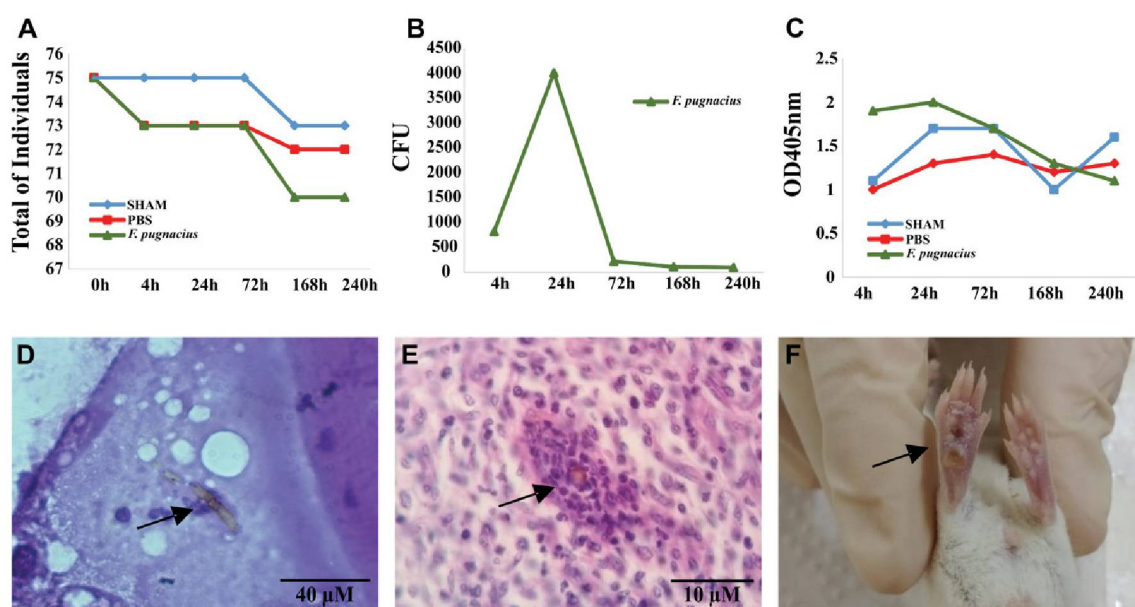 A
Total of Individuals
76
75
74
73
72
71
70
69
68
67
SHAM
PBS
F. pugnacius
0h 4h 24h 72h 168h 240h
B
CFU
4500
4000
3500
3000
2500
2000
1500
1000
500
0
F. pugnacius
4h 24h 72h 168h 240h
C
OD405nm
2.5
2
1.5
1
0.5
0
SHAM
PBS
F. pugnacius
4h 24h 72h 168h 240h
D
40 µM
E
10 µM
F